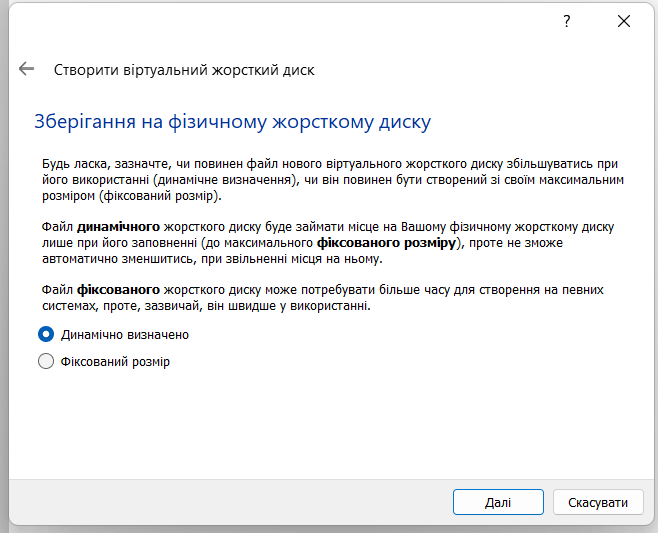 ?
Створити віртуальний жорсткий диск
Зберігання на фізичному жорсткому диску
Будь ласка, зазначте, чи повинен файл нового віртуального жорсткого диску збільшуватись при
його використанні (динамічне визначення), чи він повинен бути створений зі своїм максимальним
розміром (фіксований розмір).
Файл динамічного жорсткого диску буде займати місце на Вашому фізичному жорсткому диску
лише при його заповненні (до максимального фіксованого розміру), проте не зможе
автоматично зменшитись, при звільненні місця на ньому.
Файл фіксованого жорсткого диску може потребувати більше часу для створення на певних
системах, проте, зазвичай, він швидше у використанні.
Динамічно визначено
Фіксований розмір
Далі
Скасувати